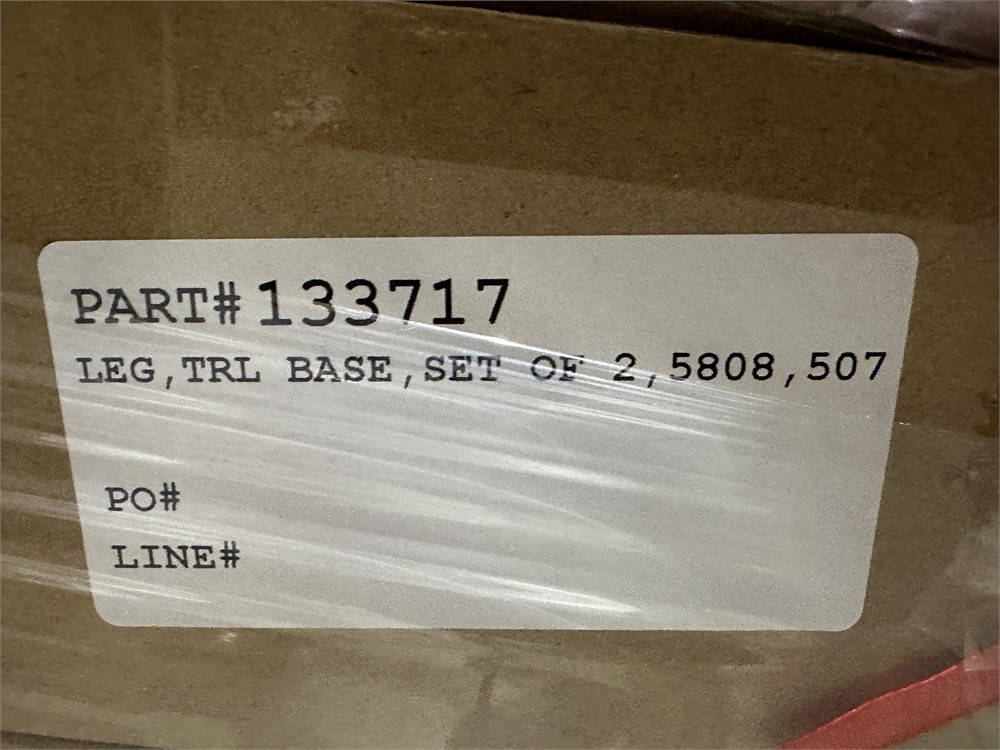 PART# 133717
LEG,TRL BASE,SET OF 2,5808,507
PO#
LINE#